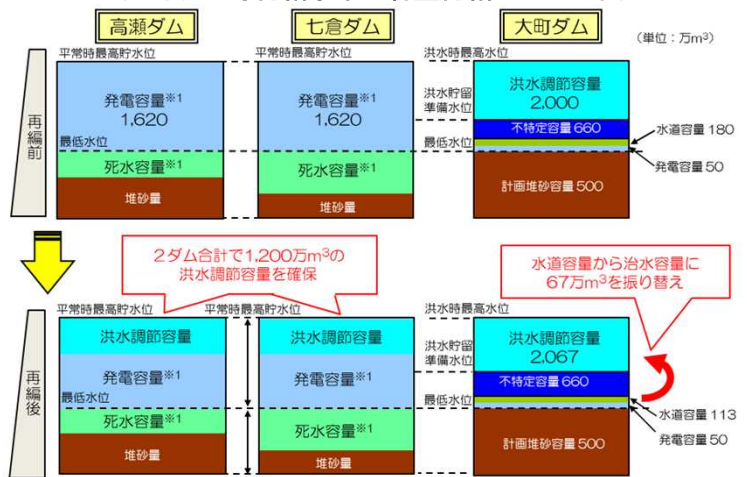 高瀬ダム
七倉ダム
大町ダム
(単位：万m³)
平常時最高貯水位
平常時最高貯水位
洪水時最高水位
再編前
発電容量※1
1,620
発電容量※1
1,620
洪水調節容量
2,000
洪水貯留
準備水位
不特定容量 660
水道容量 180
最低水位
最低水位
発電容量 50
死水容量※1
死水容量※1
計画堆砂容量 500
堆砂量
堆砂量
2ダム合計で1,200万m³の
洪水調節容量を確保
水道容量から治水容量に
67万m³を振り替え
平常時最高貯水位
平常時最高貯水位
洪水時最高水位
再編後
洪水調節容量
洪水調節容量
洪水調節容量
2,067
洪水貯留
準備水位
発電容量※1
発電容量※1
不特定容量 660
最低水位
最低水位
水道容量 113
発電容量 50
死水容量※1
死水容量※1
計画堆砂容量 500
堆砂量
堆砂量